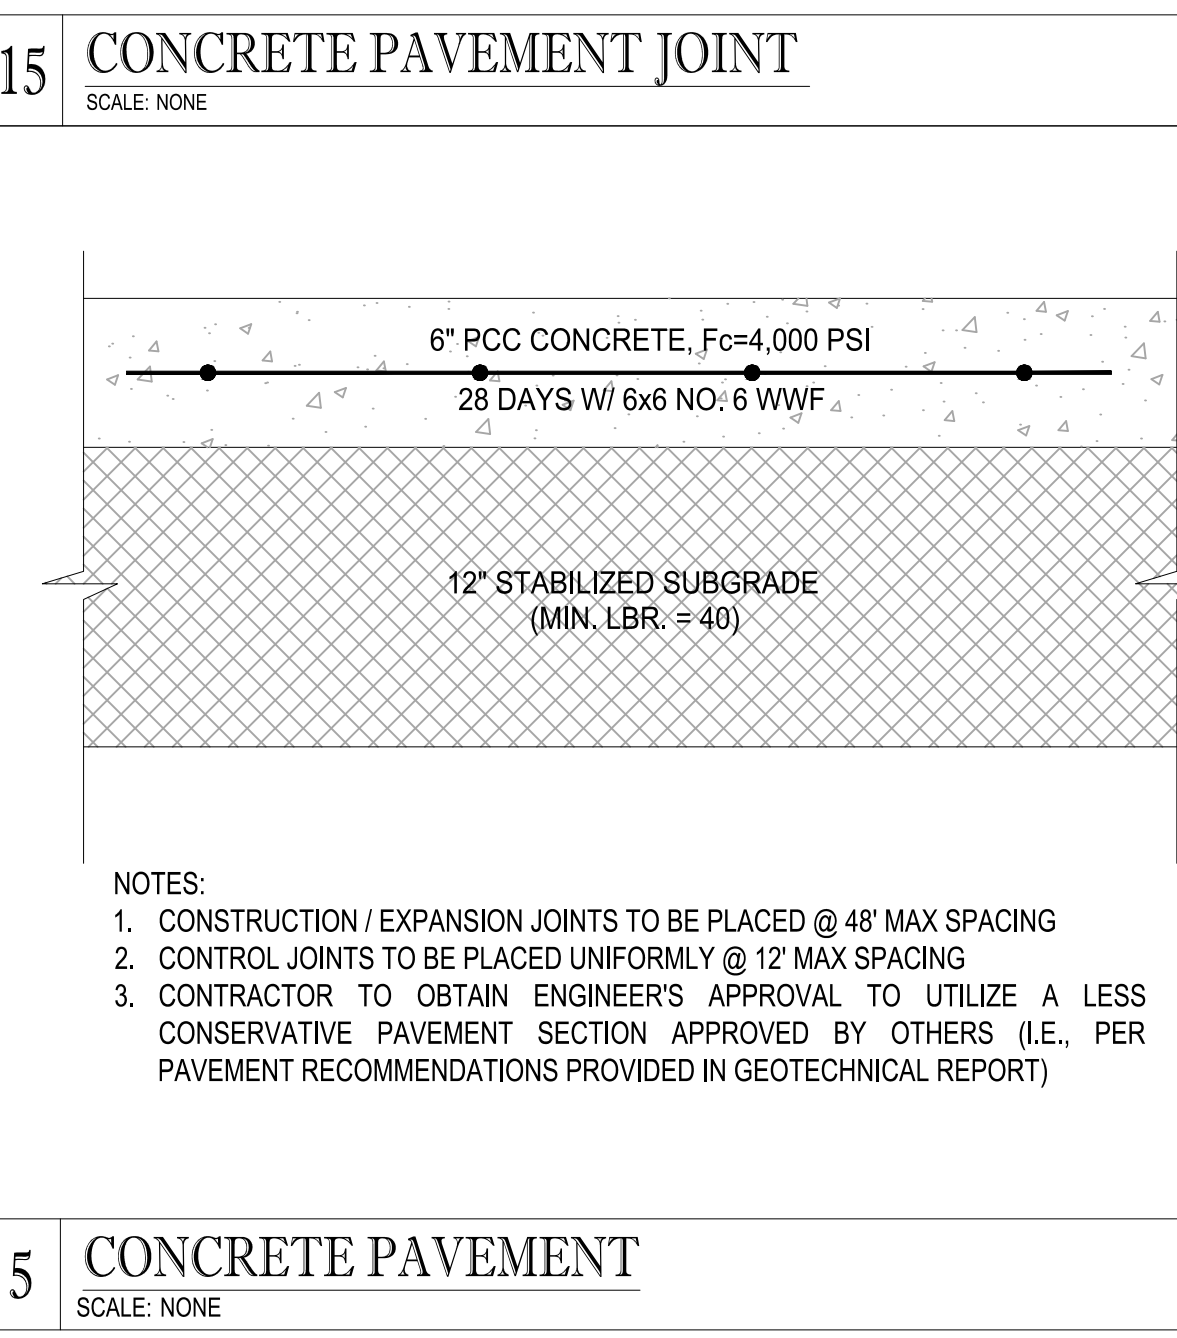 15
CONCRETE PAVEMENT JOINT
SCALE: NONE
6" PCC CONCRETE, Fc=4,000 PSI
28 DAYS W/ 6x6 NO. 6 WWF
12" STABILIZED SUBGRADE
(MIN. LBR. = 40)
NOTES:
1. CONSTRUCTION / EXPANSION JOINTS TO BE PLACED @ 48' MAX SPACING
2. CONTROL JOINTS TO BE PLACED UNIFORMLY @ 12' MAX SPACING
3. CONTRACTOR TO OBTAIN ENGINEER'S APPROVAL TO UTILIZE A LESS
CONSERVATIVE PAVEMENT SECTION APPROVED BY OTHERS (I.E., PER
PAVEMENT RECOMMENDATIONS PROVIDED IN GEOTECHNICAL REPORT)
5
CONCRETE PAVEMENT
SCALE: NONE